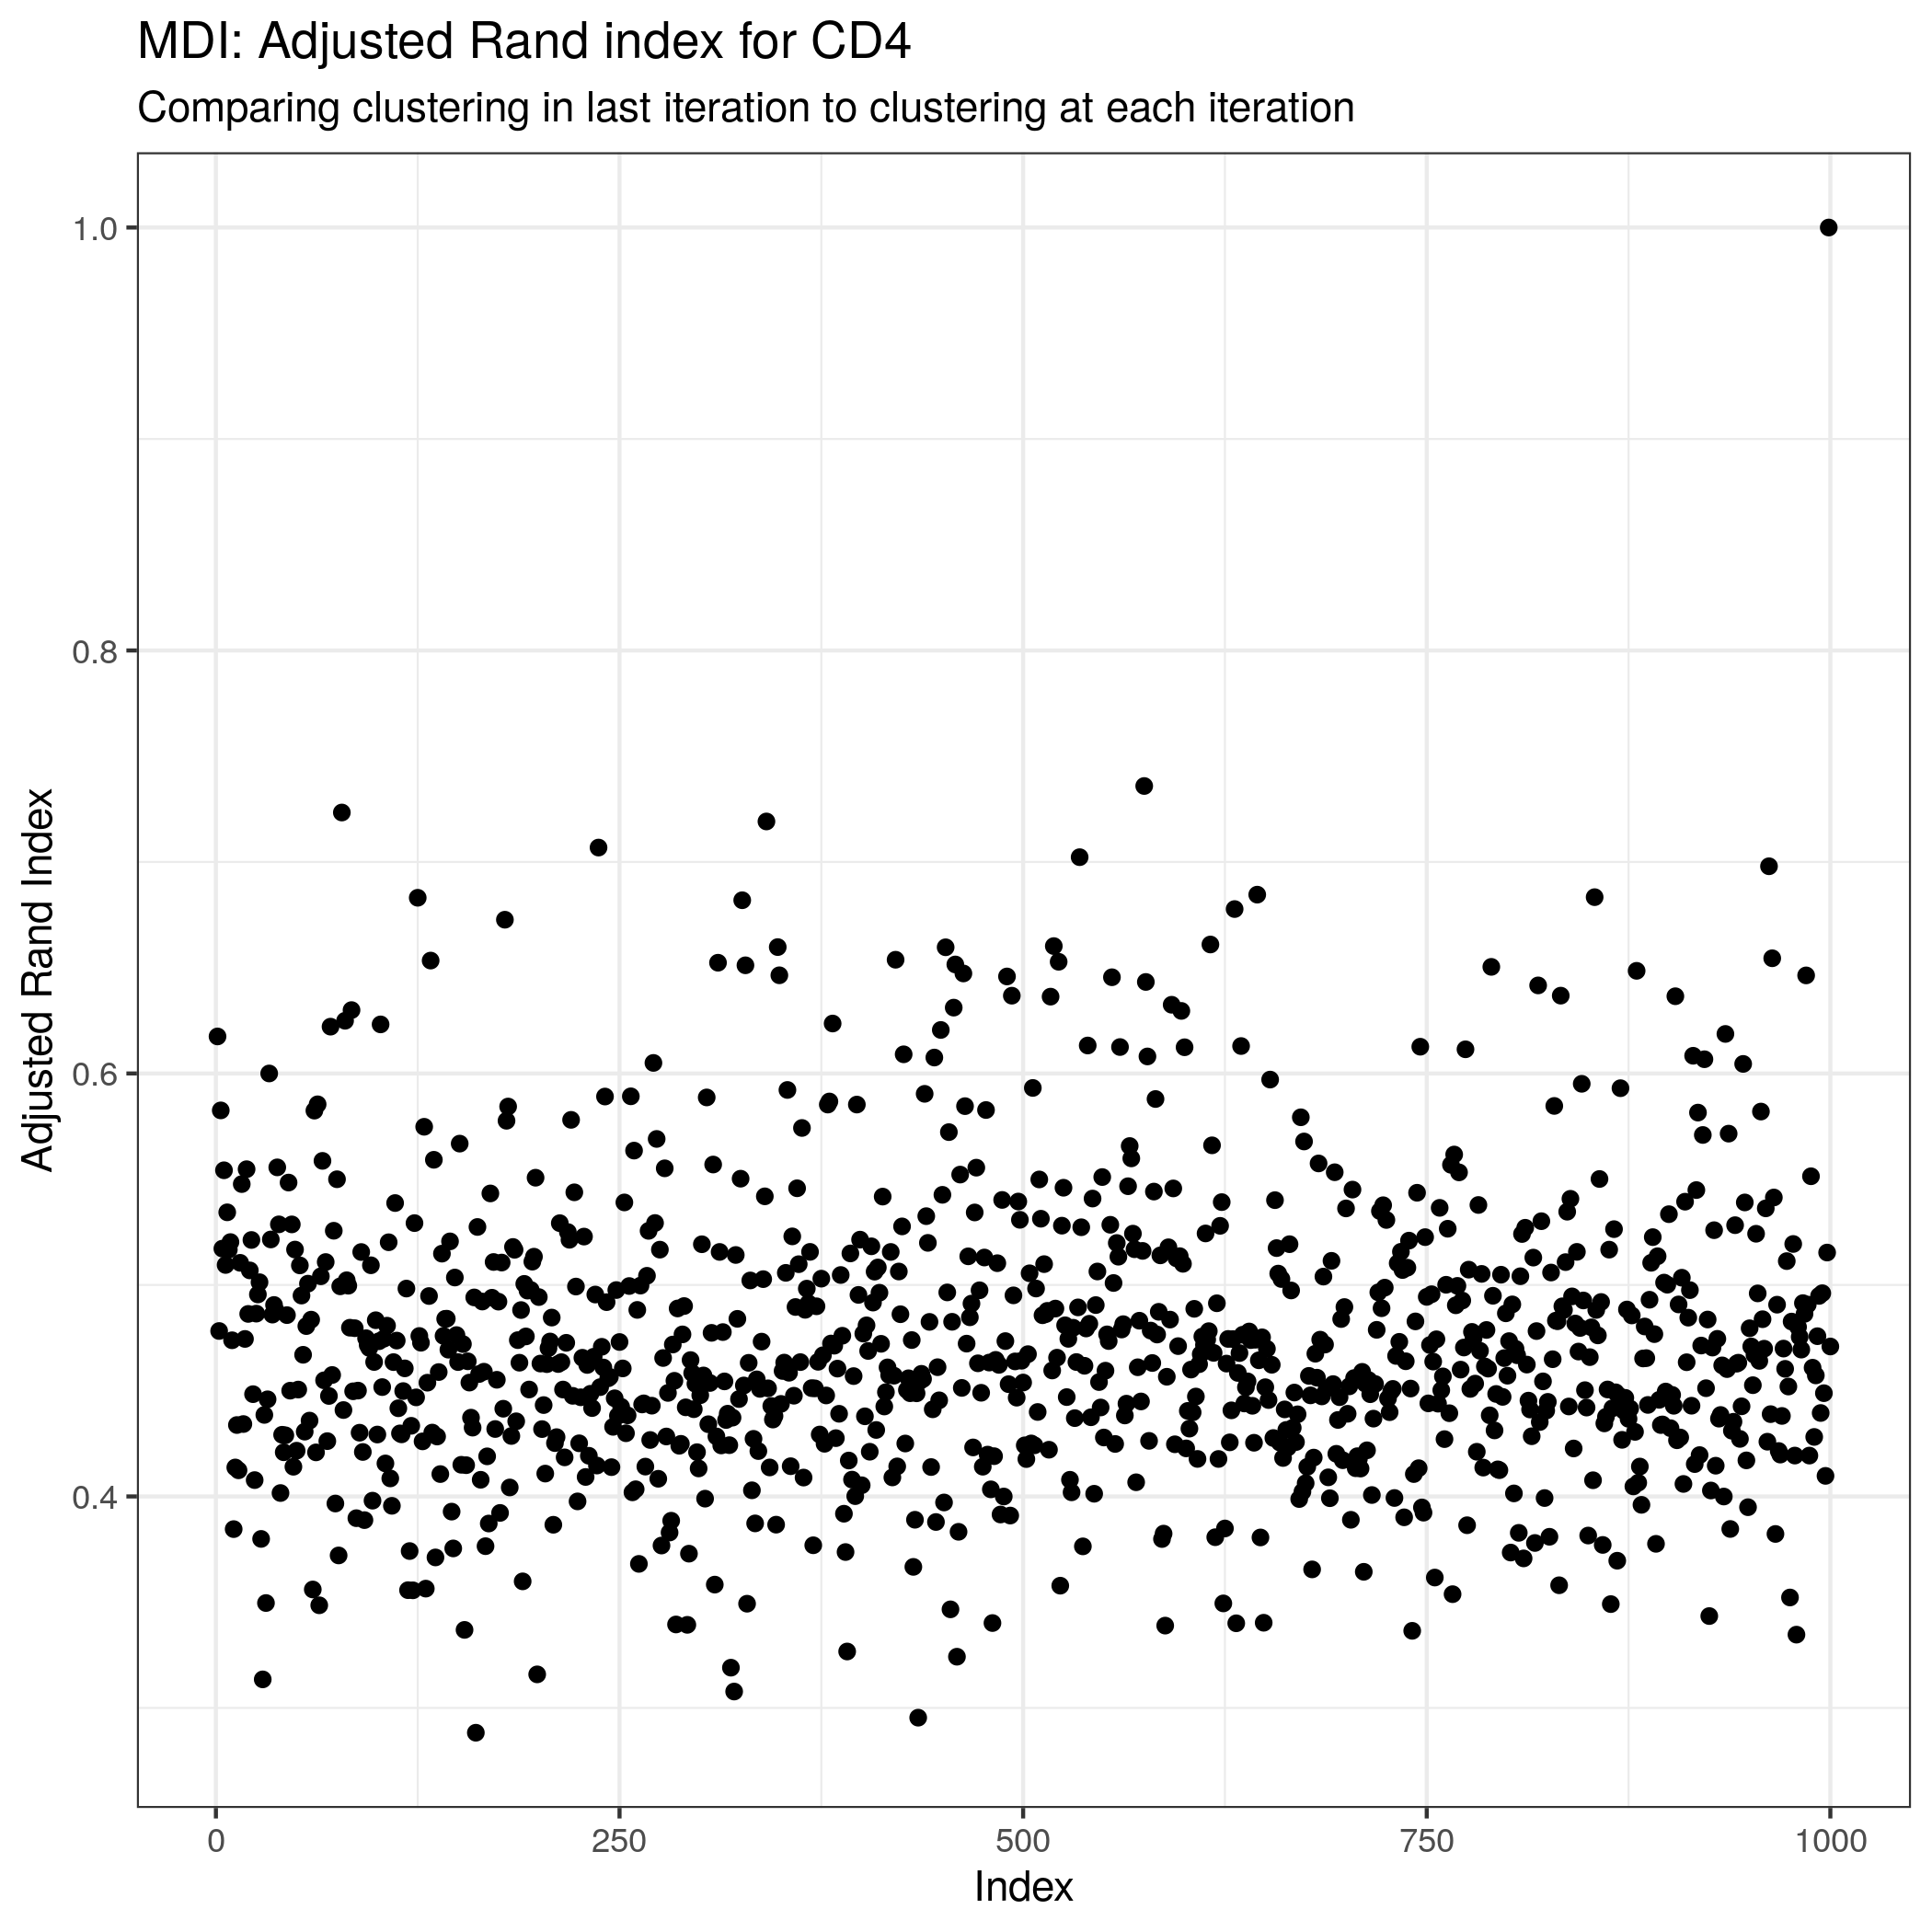 MDI: Adjusted Rand index for CD4
Comparing clustering in last iteration to clustering at each iteration
Adjusted Rand Index
1.0
0.8
0.6
0.4
0 250 500 750 1000
Index